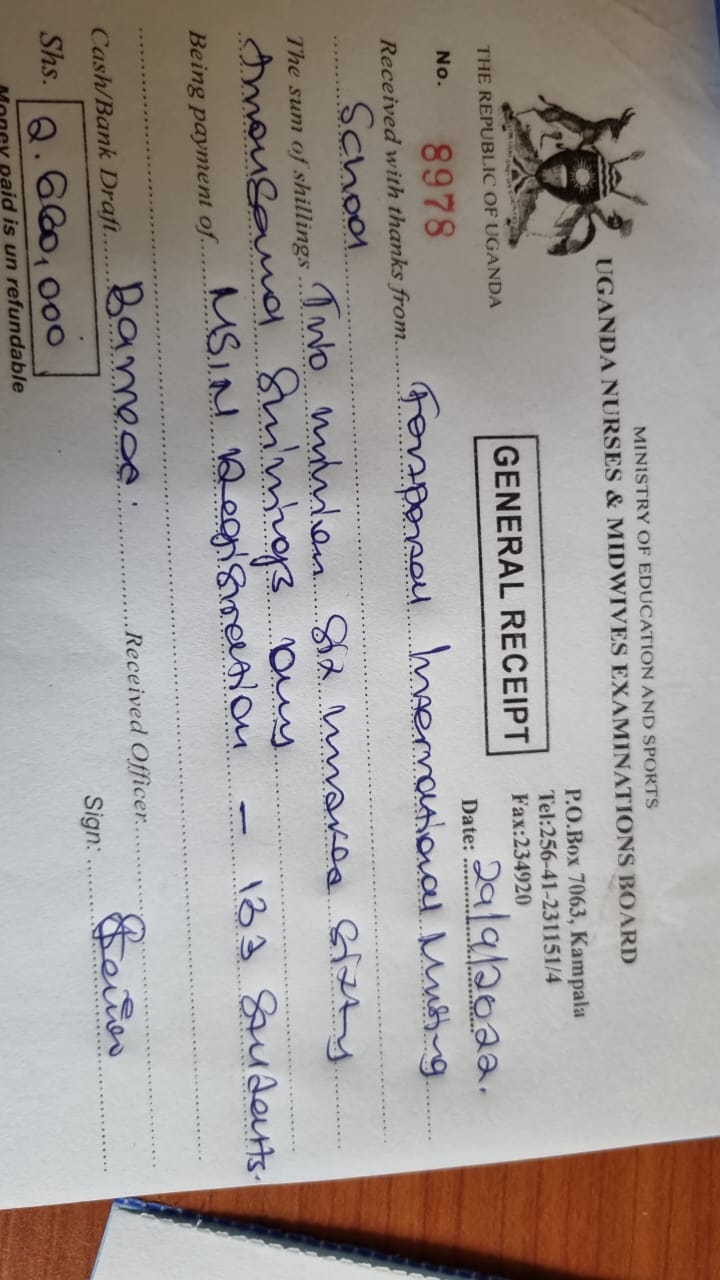 MINISTRY OF EDUCATION AND SPORTS
UGANDA NURSES & MIDWIVES EXAMINATIONS BOARD
P.O.Box 7063, Kampala
Tel:256-41-231151/4
Fax:234920
GENERAL RECEIPT
THE REPUBLIC OF UGANDA
Date: 29/9/2022.
No. 8978
Received with thanks from Fortportal International Nursing
School
The sum of shillings Two million six hundred sixty
thousand Shillings only
Being payment of MSIN Registration - 133 Students.
Cash/Bank Draft
Received Officer
Sign:
Shs. 2.660,000
Money paid is un refundable